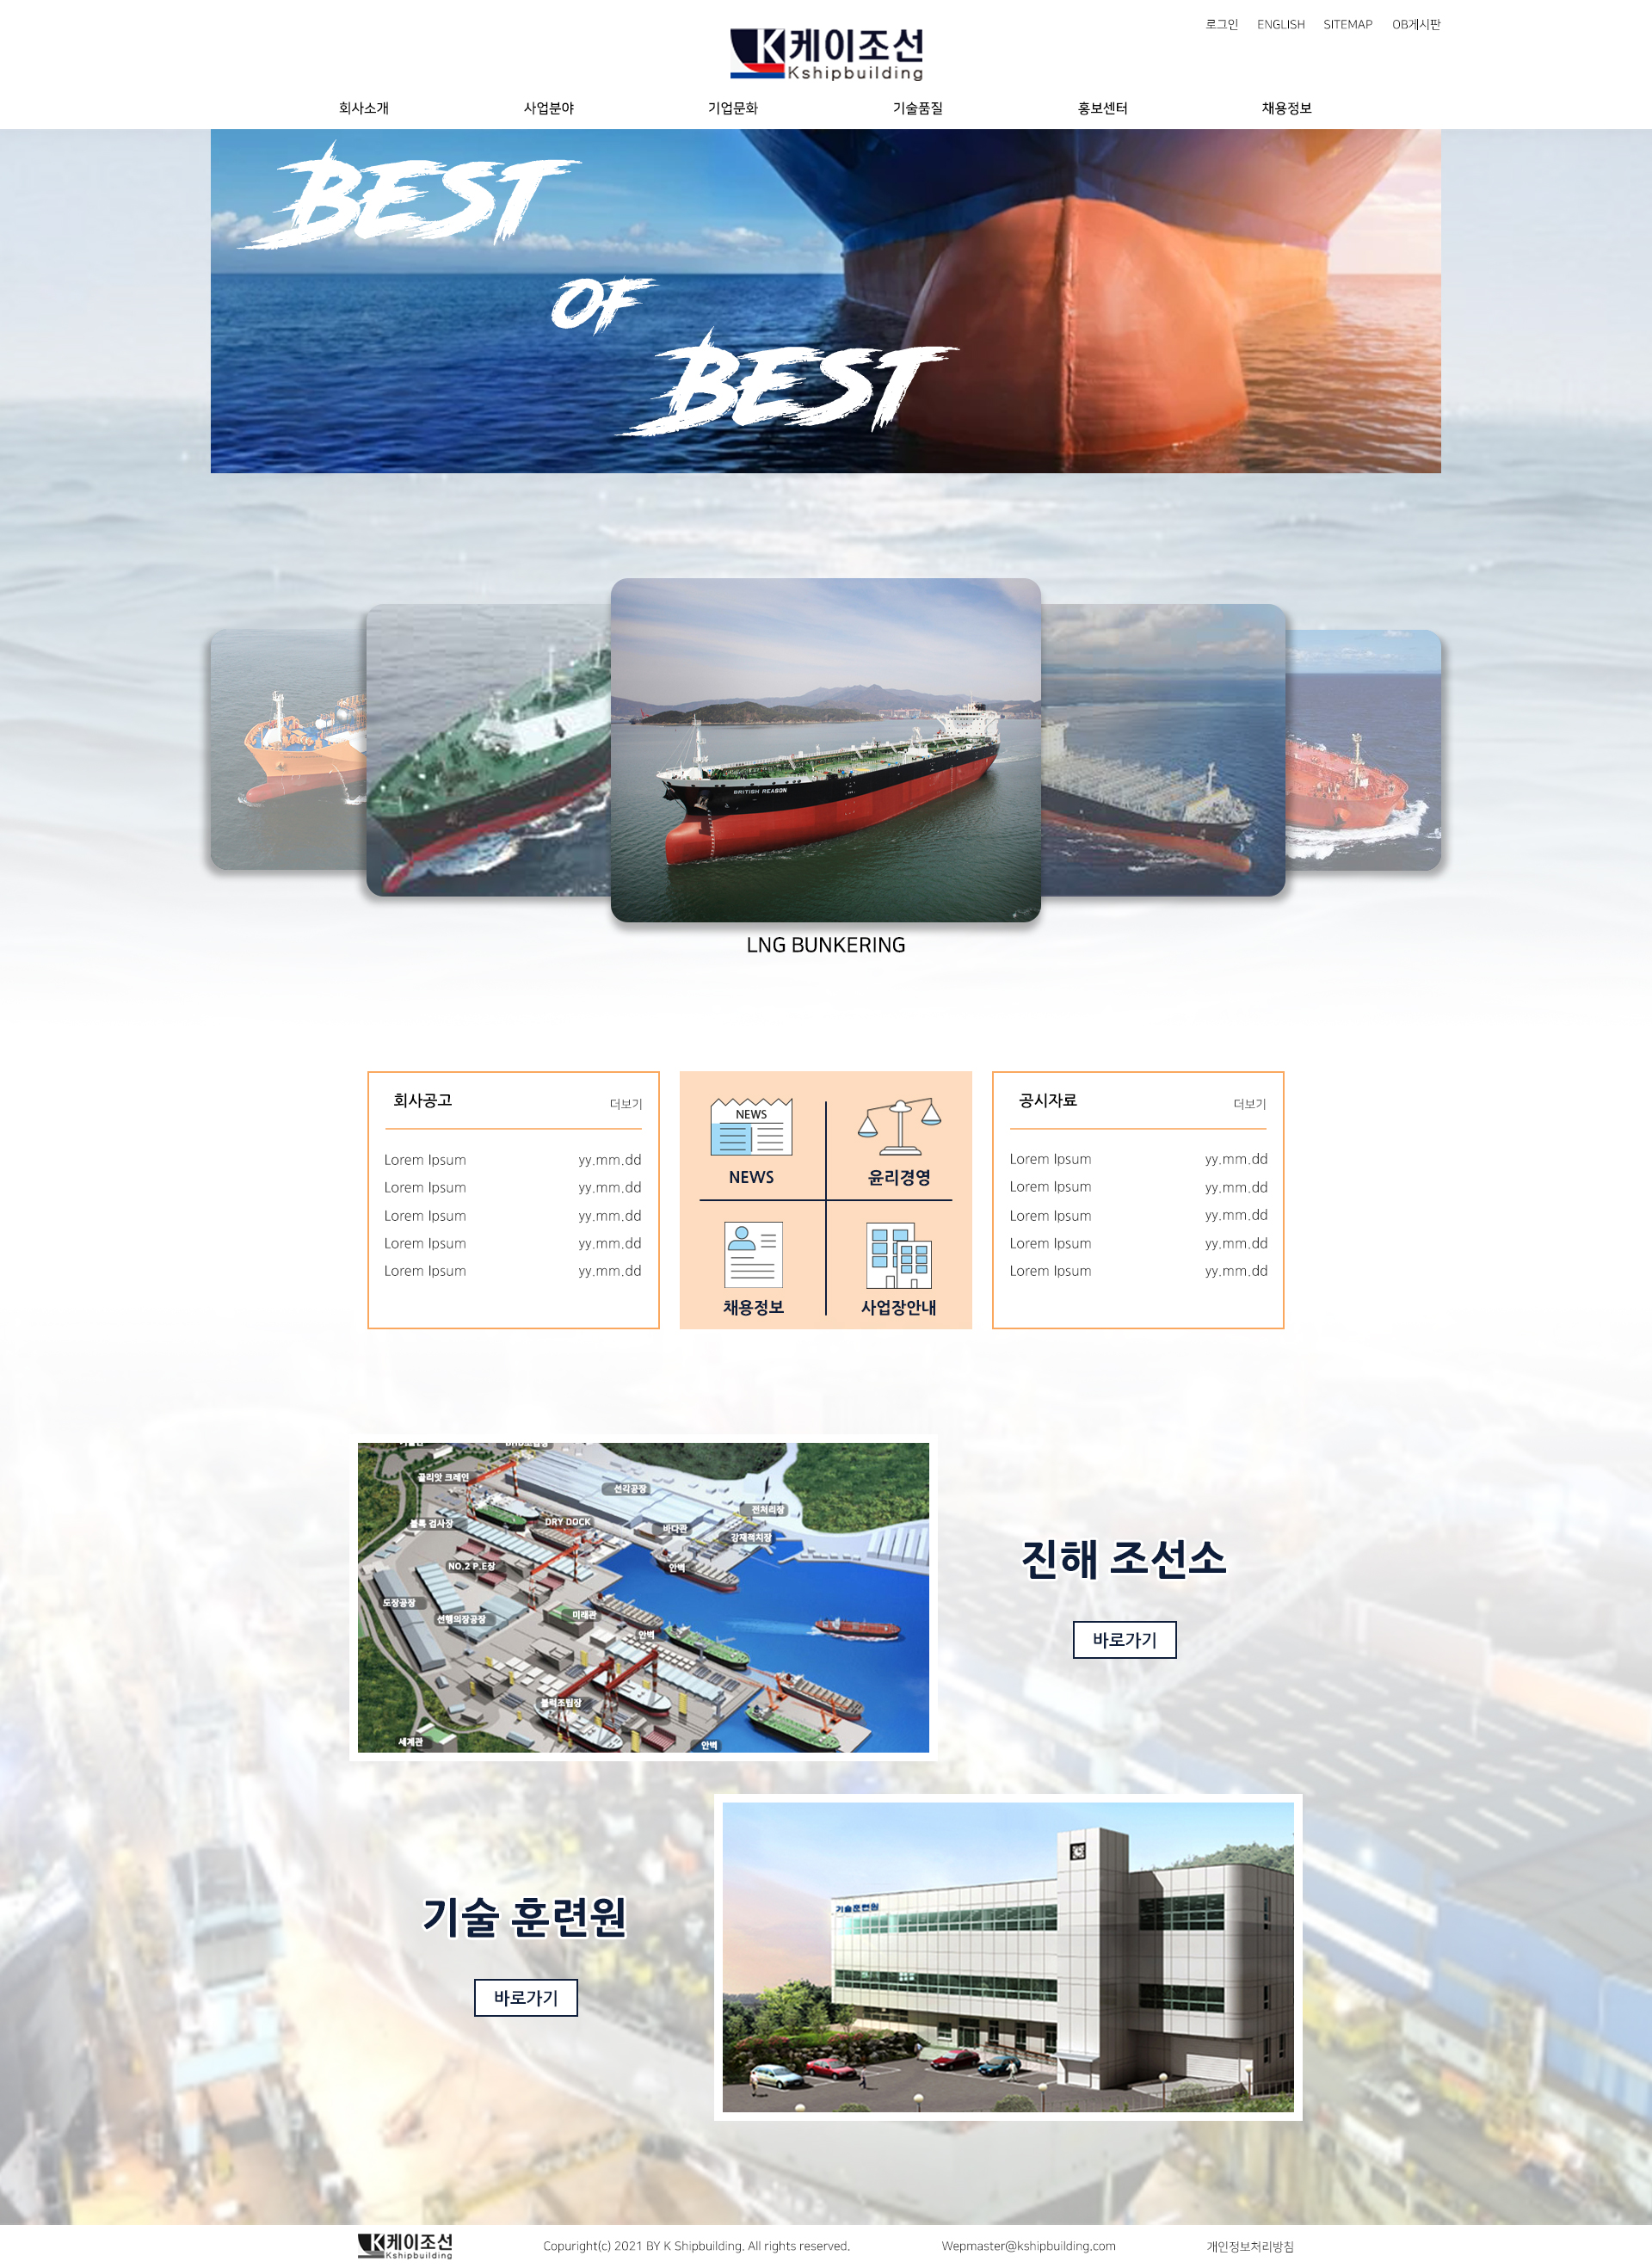 로그인 ENGLISH SITEMAP OB게시판
K케이조선
Kshipbuilding
회사소개 사업분야 기업문화 기술품질 홍보센터 채용정보
BEST
OF
BEST
BRITISH REASON
LNG BUNKERING
회사공고 더보기
Lorem Ipsum yy.mm.dd
Lorem Ipsum yy.mm.dd
Lorem Ipsum yy.mm.dd
Lorem Ipsum yy.mm.dd
Lorem Ipsum yy.mm.dd
NEWS
NEWS
윤리경영
채용정보
사업장안내
공시자료 더보기
Lorem Ipsum yy.mm.dd
Lorem Ipsum yy.mm.dd
Lorem Ipsum yy.mm.dd
Lorem Ipsum yy.mm.dd
Lorem Ipsum yy.mm.dd
골리앗 크레인
선각공장
전처리장
블록 검사장
DRY DOCK
바다관
강재적치장
NO.2 P.E장
안벽
도장공장
선행의장공장
미래관
안벽
블럭조립장
세계관
안벽
진해 조선소
바로가기
기술훈련원
기술 훈련원
바로가기
K케이조선
Kshipbuilding
Copyright(c) 2021 BY K Shipbuilding. All rights reserved. Wepmaster@kshipbuilding.com 개인정보처리방침